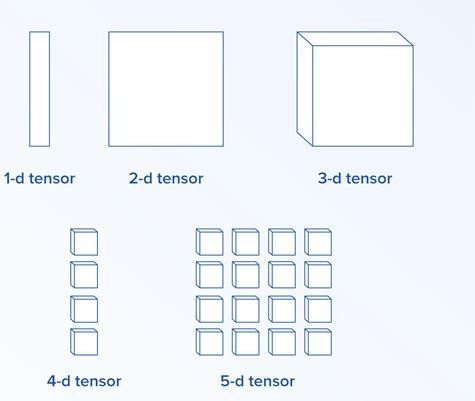 1-d tensor
2-d tensor
3-d tensor
4-d tensor
5-d tensor